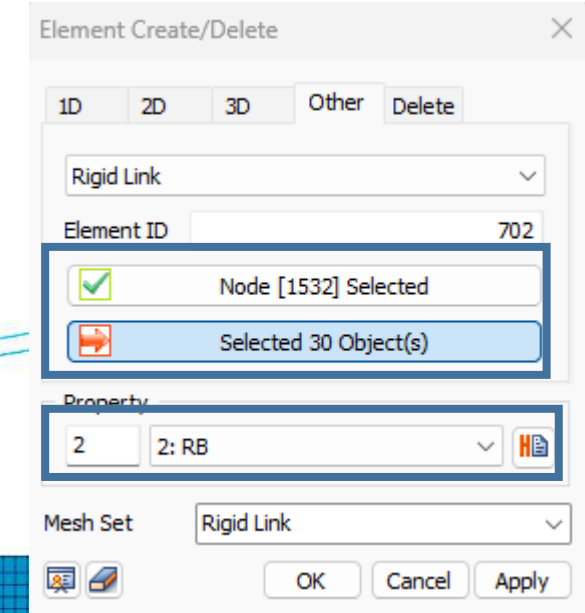 Element Create/Delete
1D 2D 3D Other Delete
Rigid Link
Element ID 702
Node [1532] Selected
Selected 30 Object(s)
Property
2 2: RB
Mesh Set Rigid Link
OK Cancel Apply